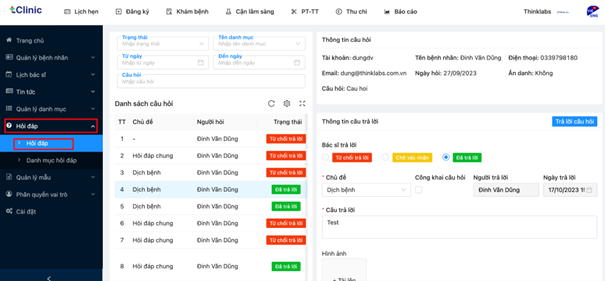 Clinic
Lịch hẹn
Đăng ký
Khám bệnh
Cận lâm sàng
PT-TT
Thu chi
Báo cáo
Thinklabs
Trang chủ
Quản lý bệnh nhân
Lịch bác sĩ
Tin tức
Quản lý danh mục
Hỏi đáp
Hỏi đáp
Danh mục hỏi đáp
Quản lý mẫu
Phân quyền vai trò
Cài đặt
Trạng thái
Nhập trạng thái
Tên danh mục
Nhập tên danh mục
Từ ngày
Nhập từ ngày
Đến ngày
Nhập đến ngày
Câu hỏi
Nhập câu hỏi
Danh sách câu hỏi
TT Chủ đề Người hỏi Trạng thái
1 - Đinh Văn Dũng Từ chối trả lời
2 Hỏi đáp chung Đinh Văn Dũng Từ chối trả lời
3 Dịch bệnh Đinh Văn Dũng Từ chối trả lời
4 Dịch bệnh Đinh Văn Dũng Đã trả lời
5 Dịch bệnh Đinh Văn Dũng Đã trả lời
6 Hỏi đáp chung Đinh Văn Dũng Từ chối trả lời
7 Hỏi đáp chung Đinh Văn Dũng Từ chối trả lời
8 Hỏi đáp chung Đinh Văn Dũng Đã trả lời
Thông tin câu hỏi
Tài khoản: dungdv Tên bệnh nhân: Đinh Văn Dũng Điện thoại: 0339798180
Email: dung@thinklabs.com.vn Ngày hỏi: 27/09/2023 Ẩn danh: Không
Câu hỏi: Cau hoi
Thông tin câu trả lời
Trả lời câu hỏi
Bác sĩ trả lời
Từ chối trả lời Chờ xác nhận Đã trả lời
* Chủ đề Công khai câu hỏi Người trả lời Ngày trả lời
Dịch bệnh Đinh Văn Dũng 17/10/2023
* Câu trả lời
Test
Hình ảnh
+ Tải lên